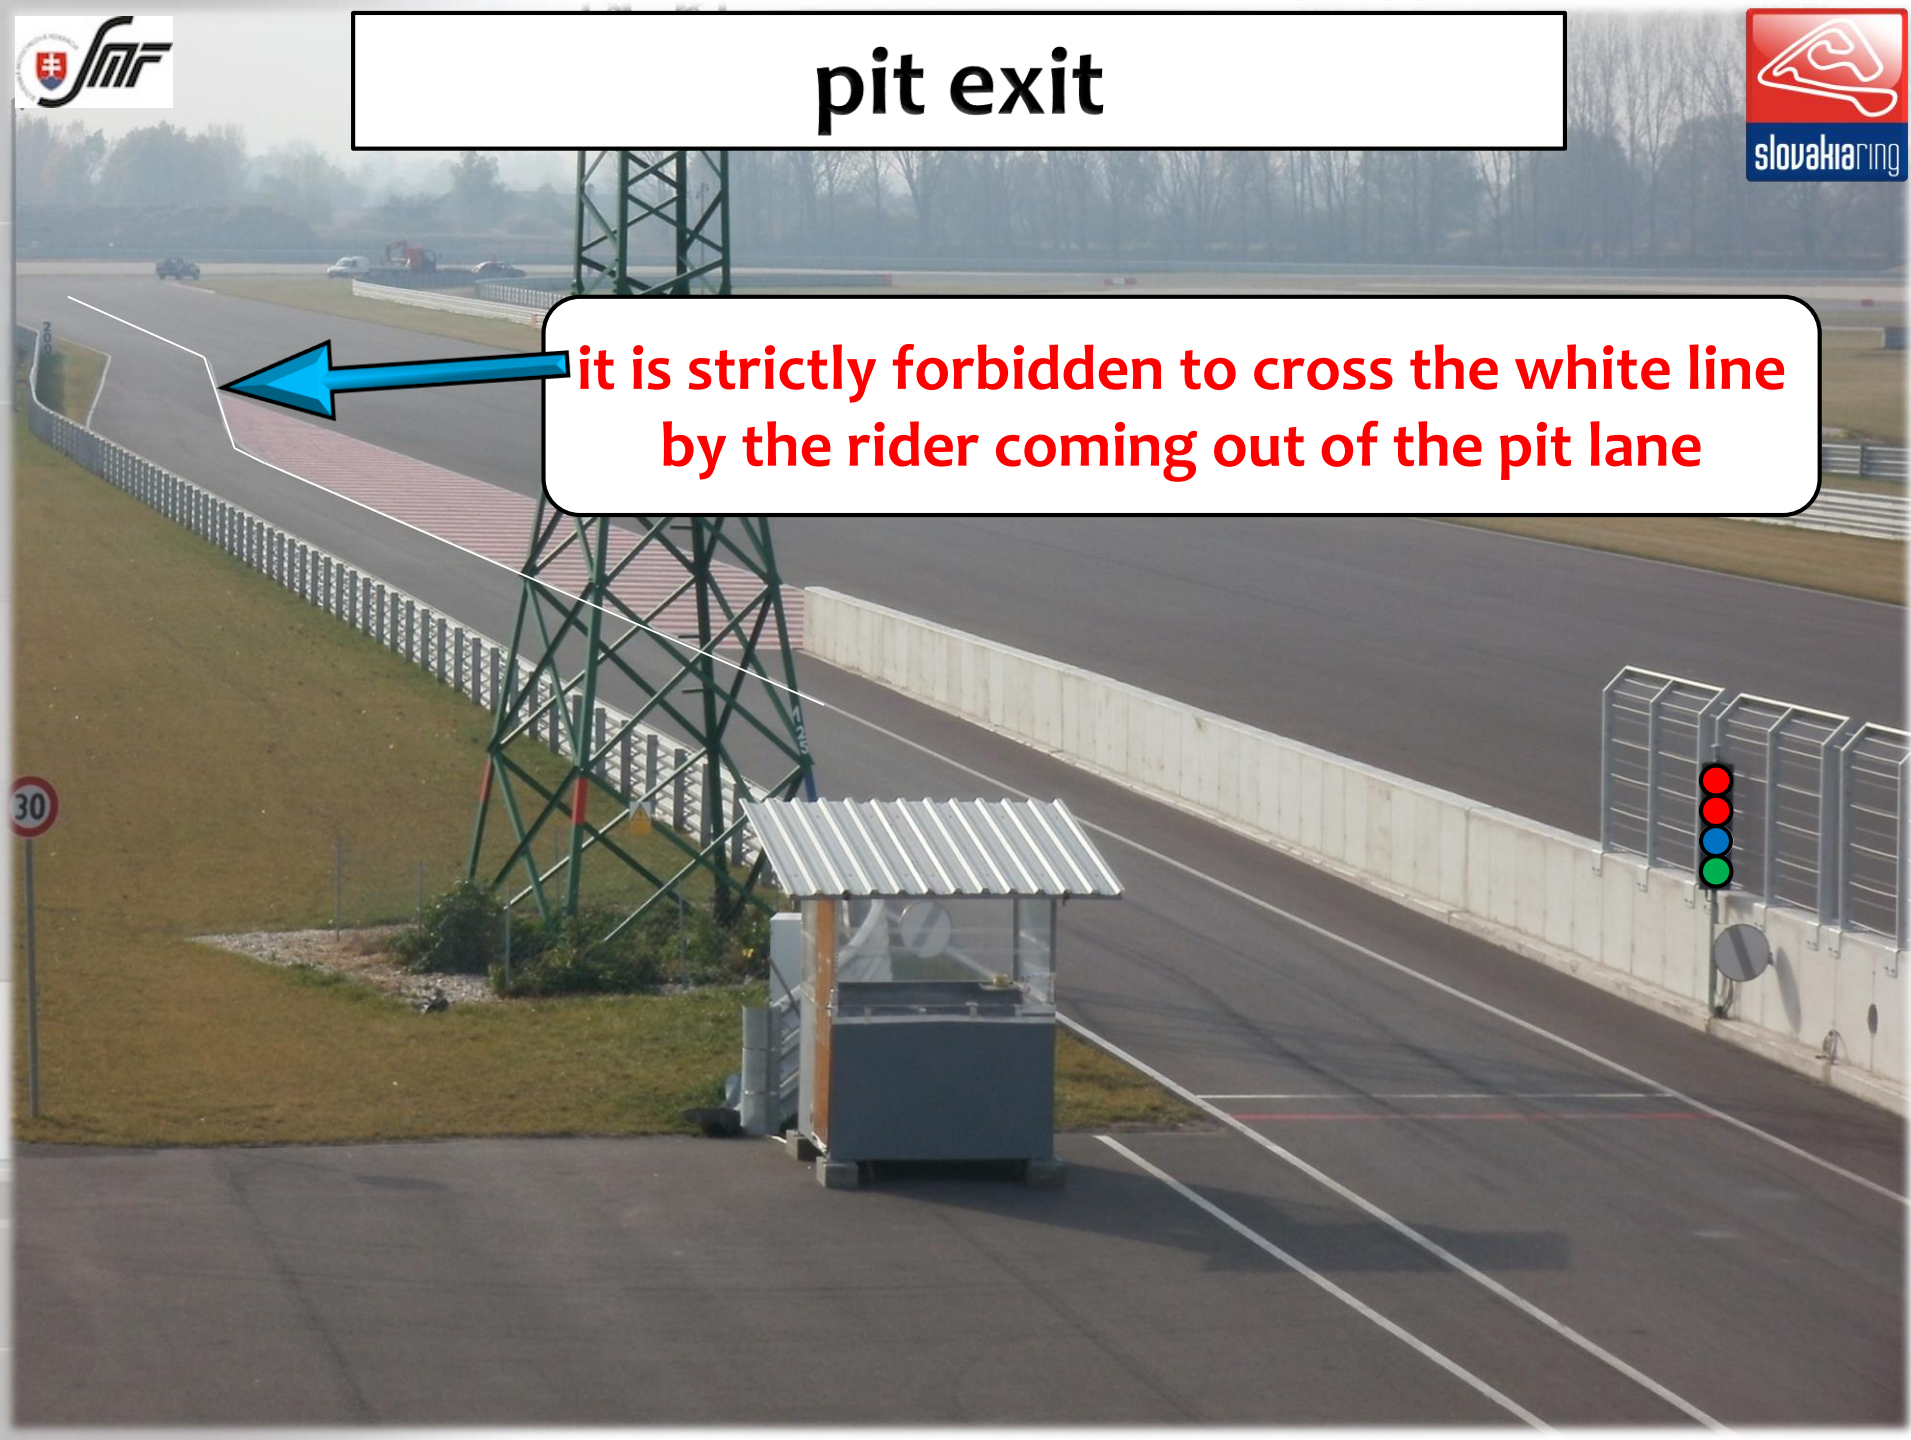 SMF
pit exit
slovakiaring
it is strictly forbidden to cross the white line
by the rider coming out of the pit lane
200
30